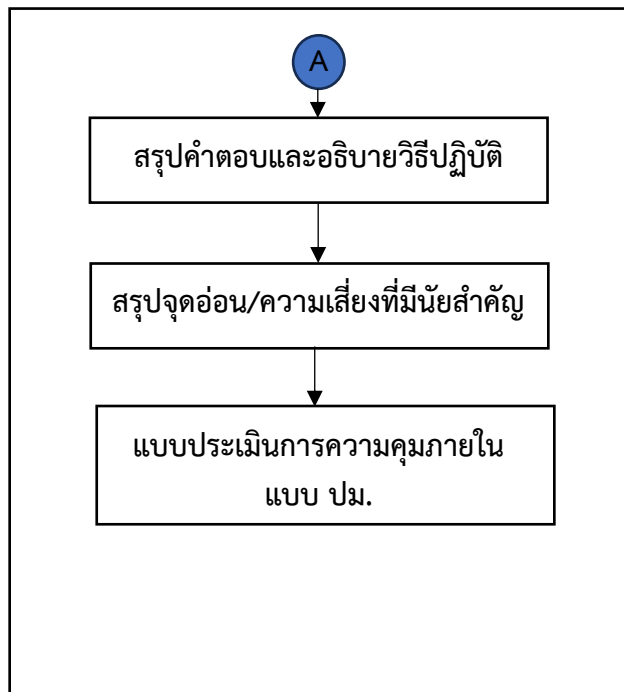 A
สรุปคำตอบและอธิบายวิธีปฏิบัติ
สรุปจุดอ่อน/ความเสี่ยงที่มีนัยสำคัญ
แบบประเมินการความคุมภายใน
แบบ ปม.